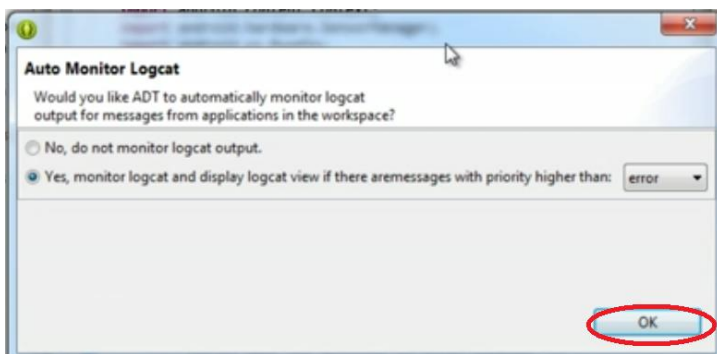 Auto Monitor Logcat
Would you like ADT to automatically monitor logcat
output for messages from applications in the workspace?
No, do not monitor logcat output.
Yes, monitor logcat and display logcat view if there aremessages with priority higher than: error
OK